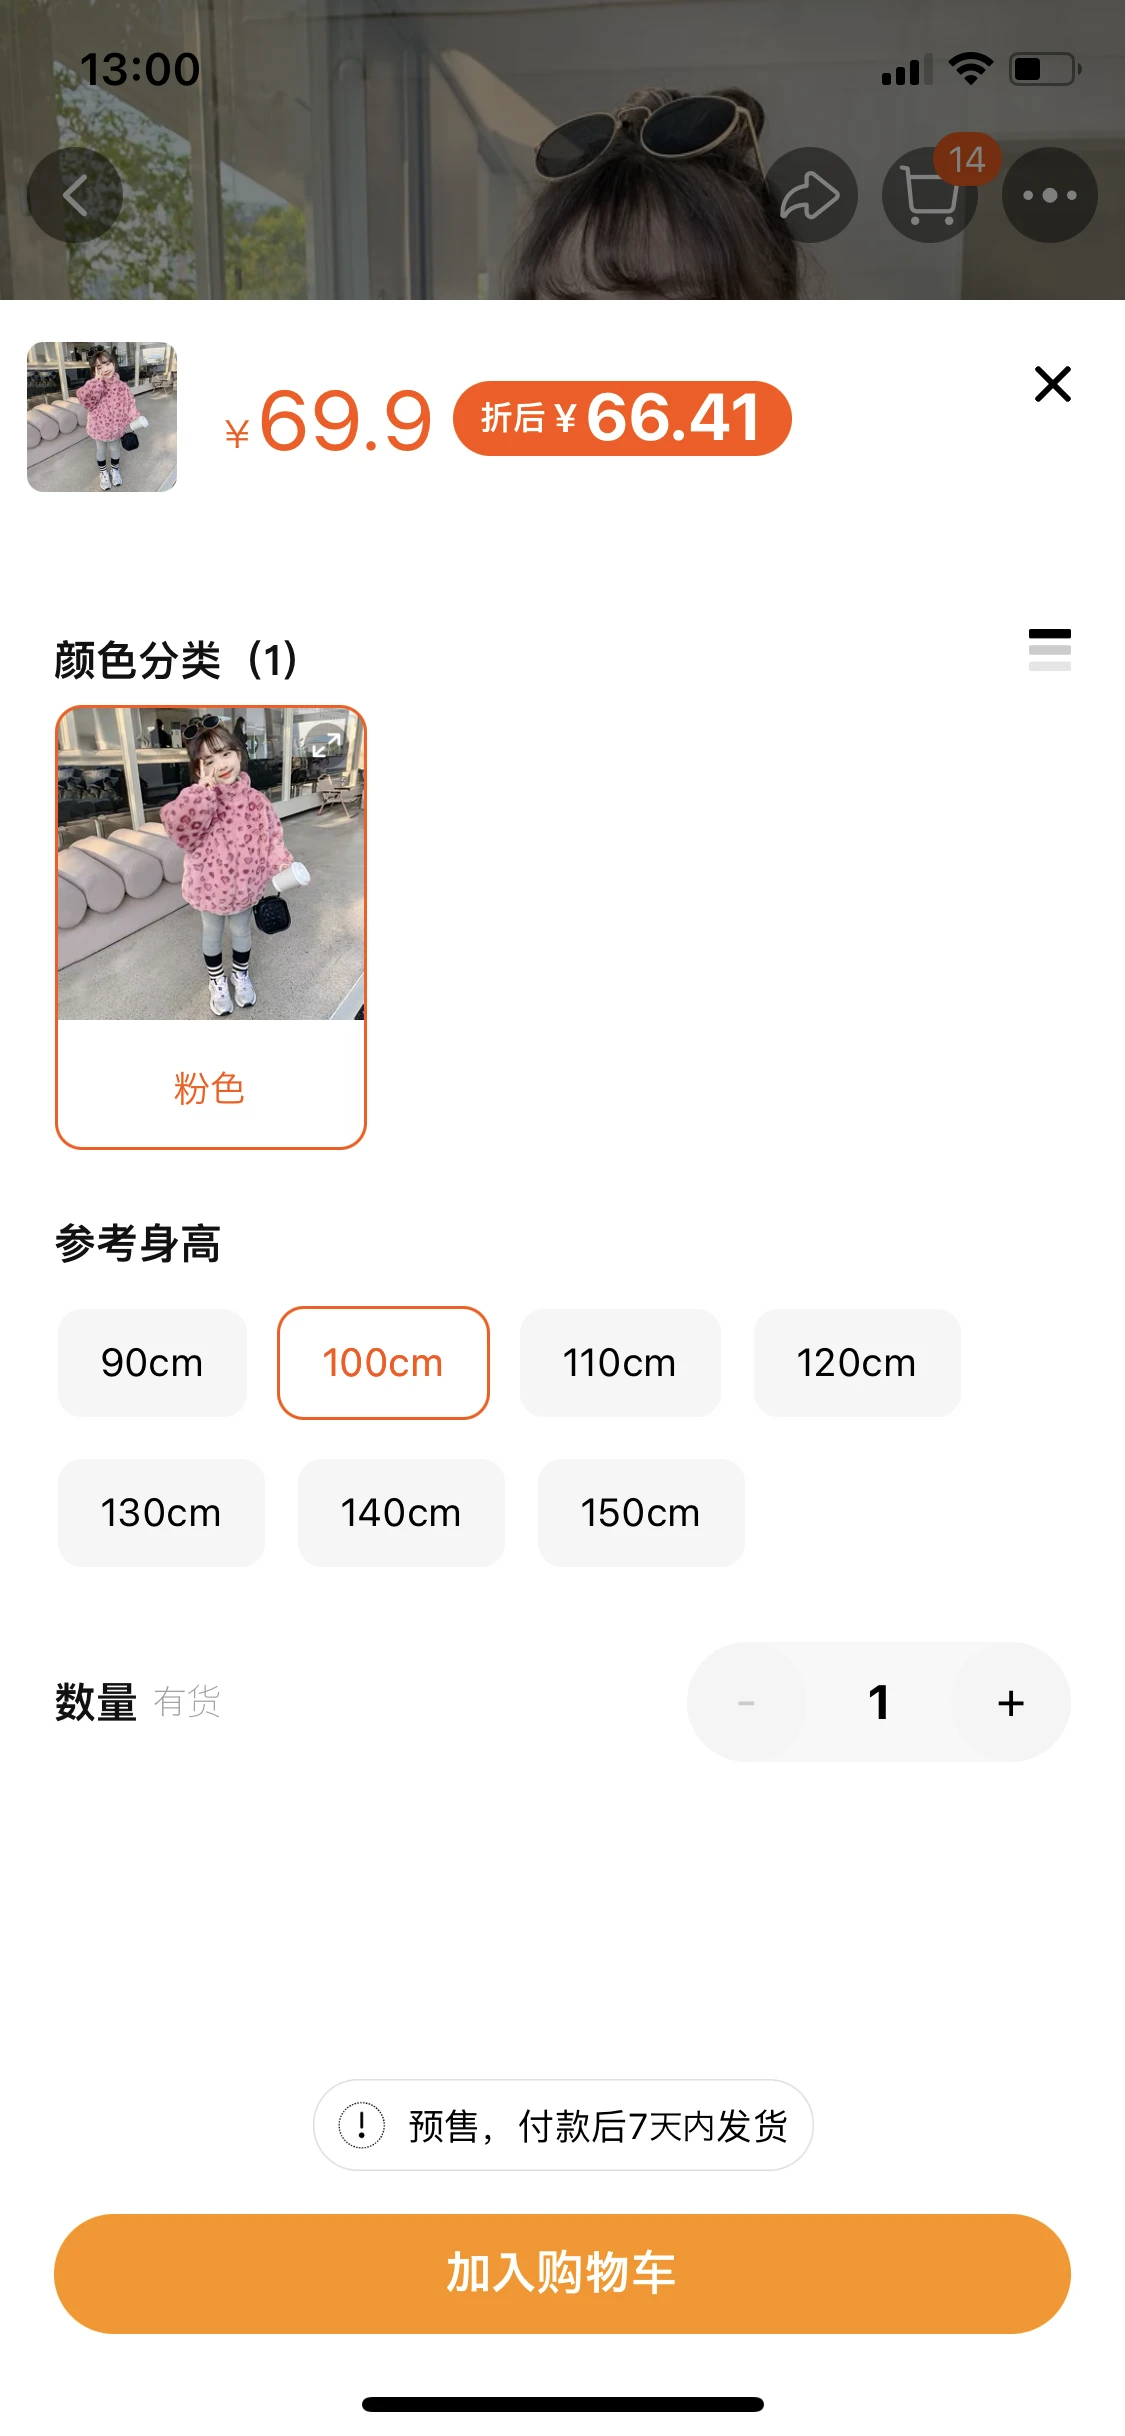 13:00
14
¥69.9 折后¥66.41
颜色分类（1）
粉色
参考身高
90cm 100cm 110cm 120cm
130cm 140cm 150cm
数量 有货 - 1 +
! 预售，付款后7天内发货
加入购物车